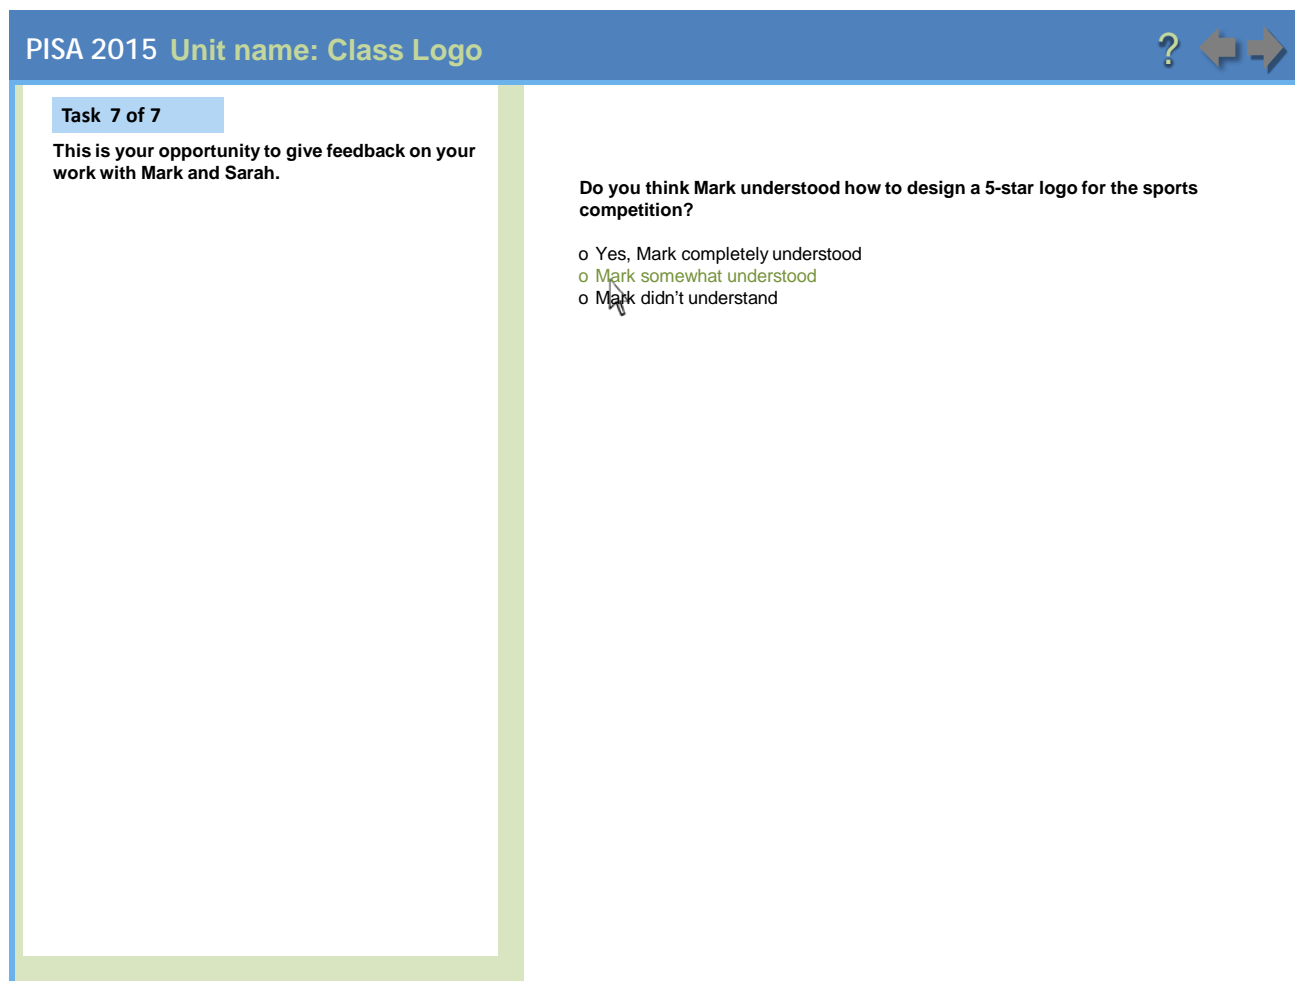 PISA 2015 Unit name: Class Logo
?
Task 7 of 7
This is your opportunity to give feedback on your
work with Mark and Sarah.
Do you think Mark understood how to design a 5-star logo for the sports
competition?
o Yes, Mark completely understood
o Mark somewhat understood
o Mark didn’t understand